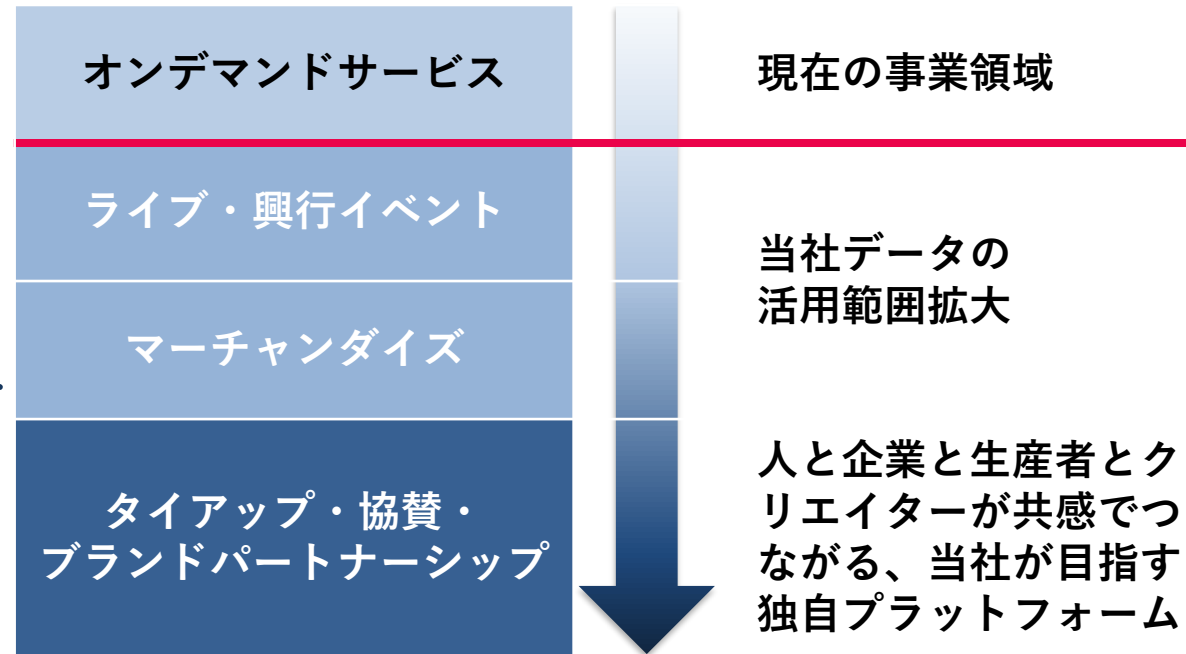 オンデマンドサービス
現在の事業領域
ライブ・興行イベント
当社データの
活用範囲拡大
マーチャンダイズ
タイアップ・協賛・
ブランドパートナーシップ
人と企業と生産者とク
リエイターが共感でつ
ながる、当社が目指す
独自プラットフォーム